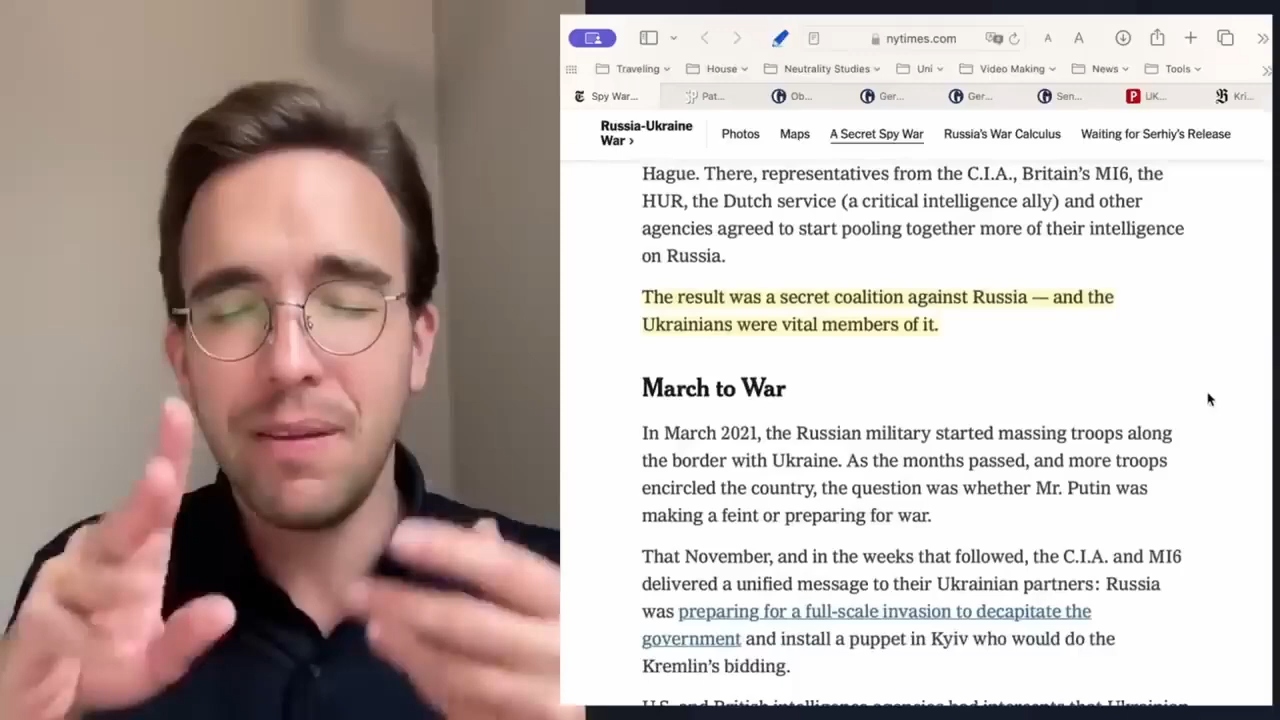 nytimes.com
A A
Traveling House Neutrality Studies Uni Video Making News Tools
Spy War... Pat... Ob... Ger... Ger... Sen... UK... Kri...
Russia-Ukraine
War ›
Photos Maps A Secret Spy War Russia's War Calculus Waiting for Serhiy's Release
Hague. There, representatives from the C.I.A., Britain's MI6, the
HUR, the Dutch service (a critical intelligence ally) and other
agencies agreed to start pooling together more of their intelligence
on Russia.
The result was a secret coalition against Russia — and the
Ukrainians were vital members of it.
March to War
In March 2021, the Russian military started massing troops along
the border with Ukraine. As the months passed, and more troops
encircled the country, the question was whether Mr. Putin was
making a feint or preparing for war.
That November, and in the weeks that followed, the C.I.A. and MI6
delivered a unified message to their Ukrainian partners: Russia
was preparing for a full-scale invasion to decapitate the
government and install a puppet in Kyiv who would do the
Kremlin's bidding.
U.S. and British intelligence agencies had intercepts that Ukrainian